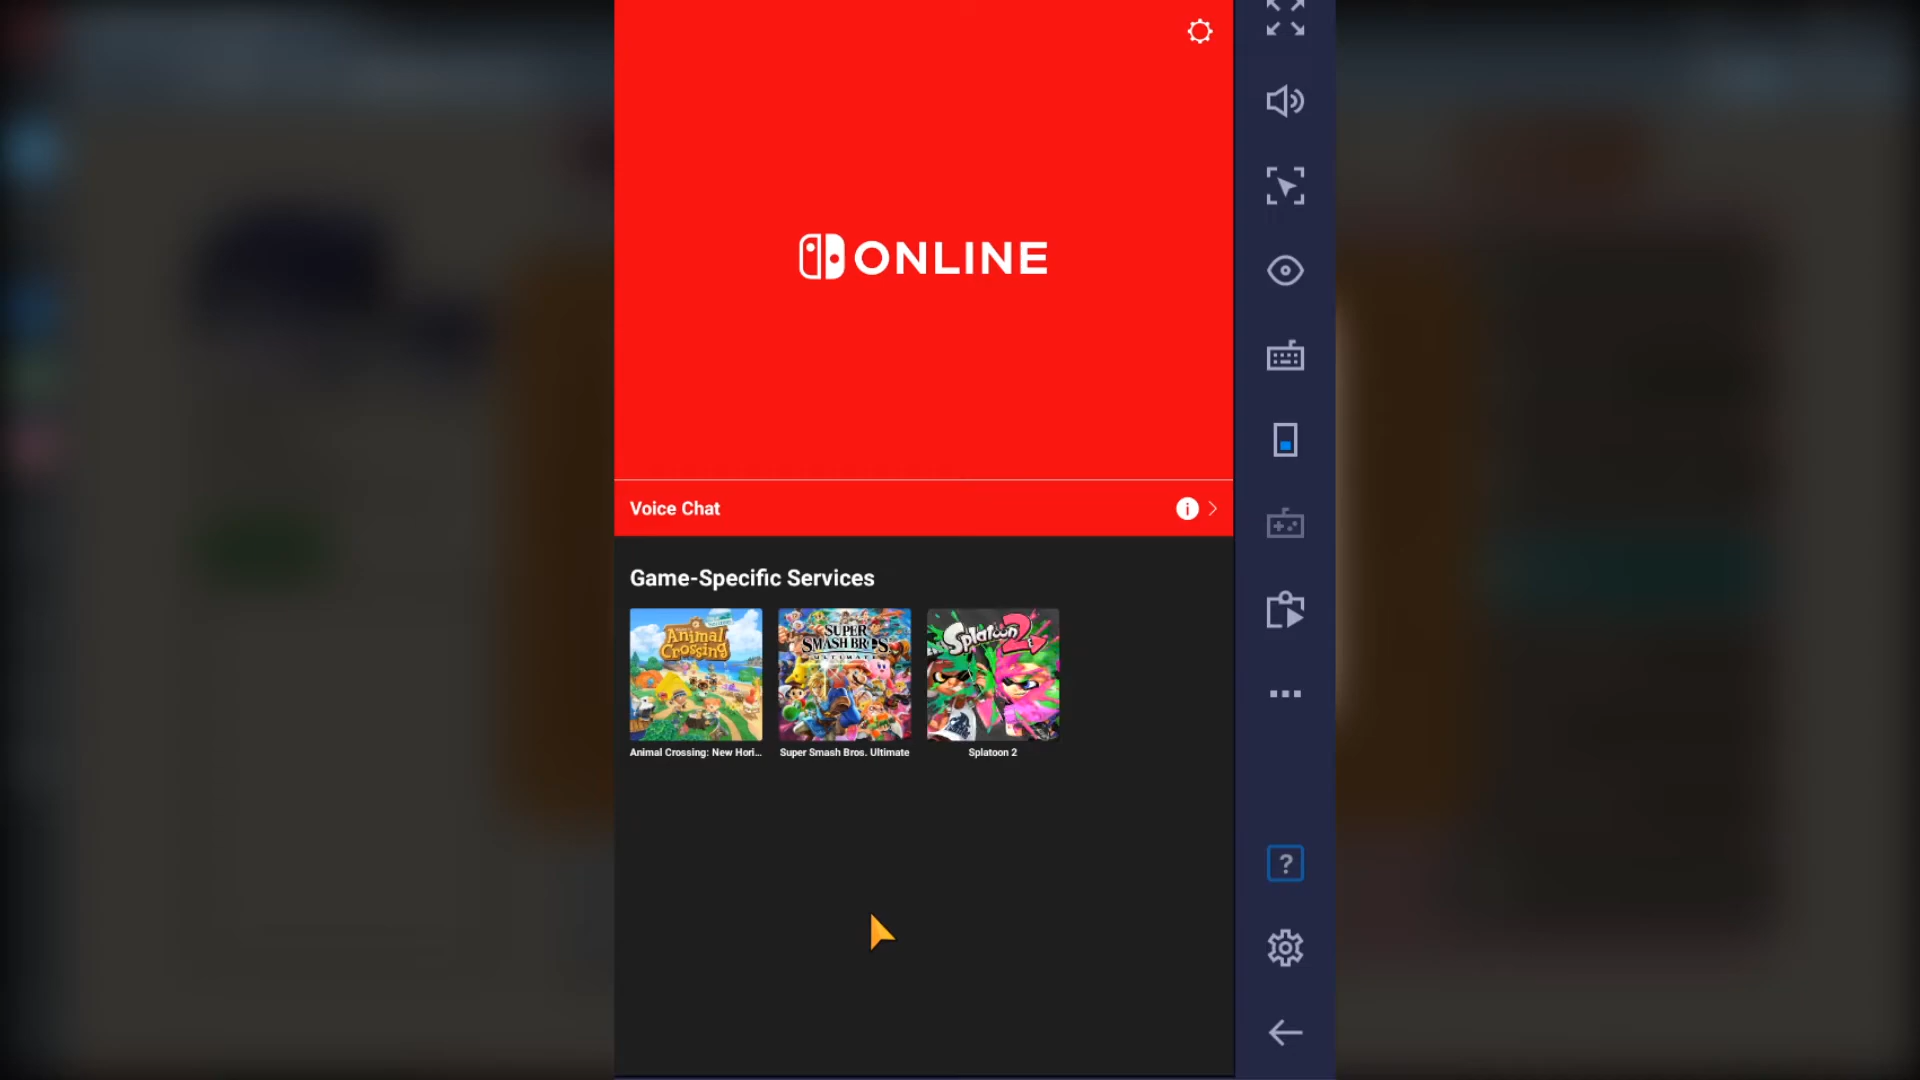 ONLINE
Voice Chat
Game-Specific Services
Animal Crossing
SUPER
SMASH BROS
ULTIMATE
Splatoon 2
Animal Crossing: New Hori...
Super Smash Bros. Ultimate
Splatoon 2